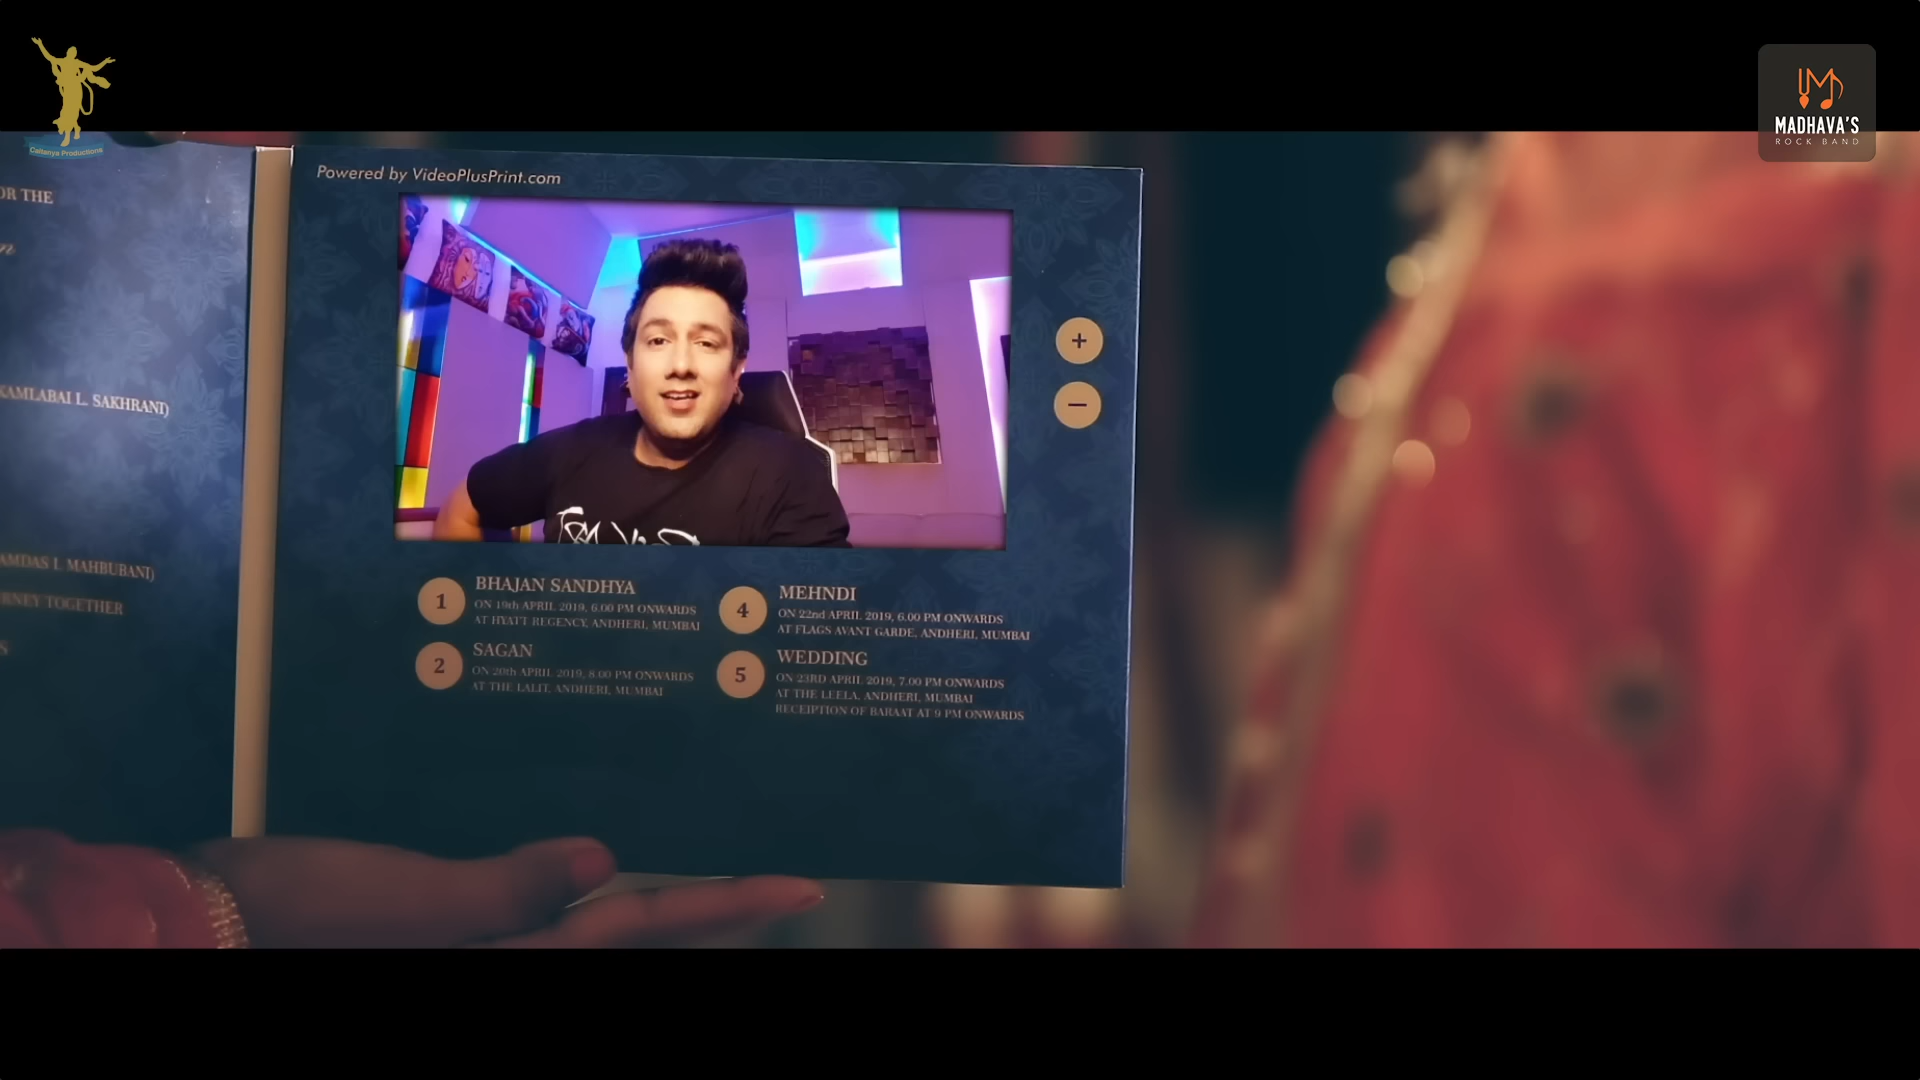 Caitanya Productions
MADHAVA'S
ROCK BAND
OR THE
KAMLABAI L. SAKHRANI)
AMDAS I. MAHBUBANI)
RNEY TOGETHER
S
Powered by VideoPlusPrint.com
+
−
1
BHAJAN SANDHYA
ON 19th APRIL 2019, 6.00 PM ONWARDS
AT HYATT REGENCY, ANDHERI, MUMBAI
2
SAGAN
ON 20th APRIL 2019, 8.00 PM ONWARDS
AT THE LALIT, ANDHERI, MUMBAI
4
MEHNDI
ON 22nd APRIL 2019, 6.00 PM ONWARDS
AT FLAGS AVANT GARDE, ANDHERI, MUMBAI
5
WEDDING
ON 23RD APRIL 2019, 7.00 PM ONWARDS
AT THE LEELA, ANDHERI, MUMBAI
RECEIPTION OF BARAAT AT 9 PM ONWARDS